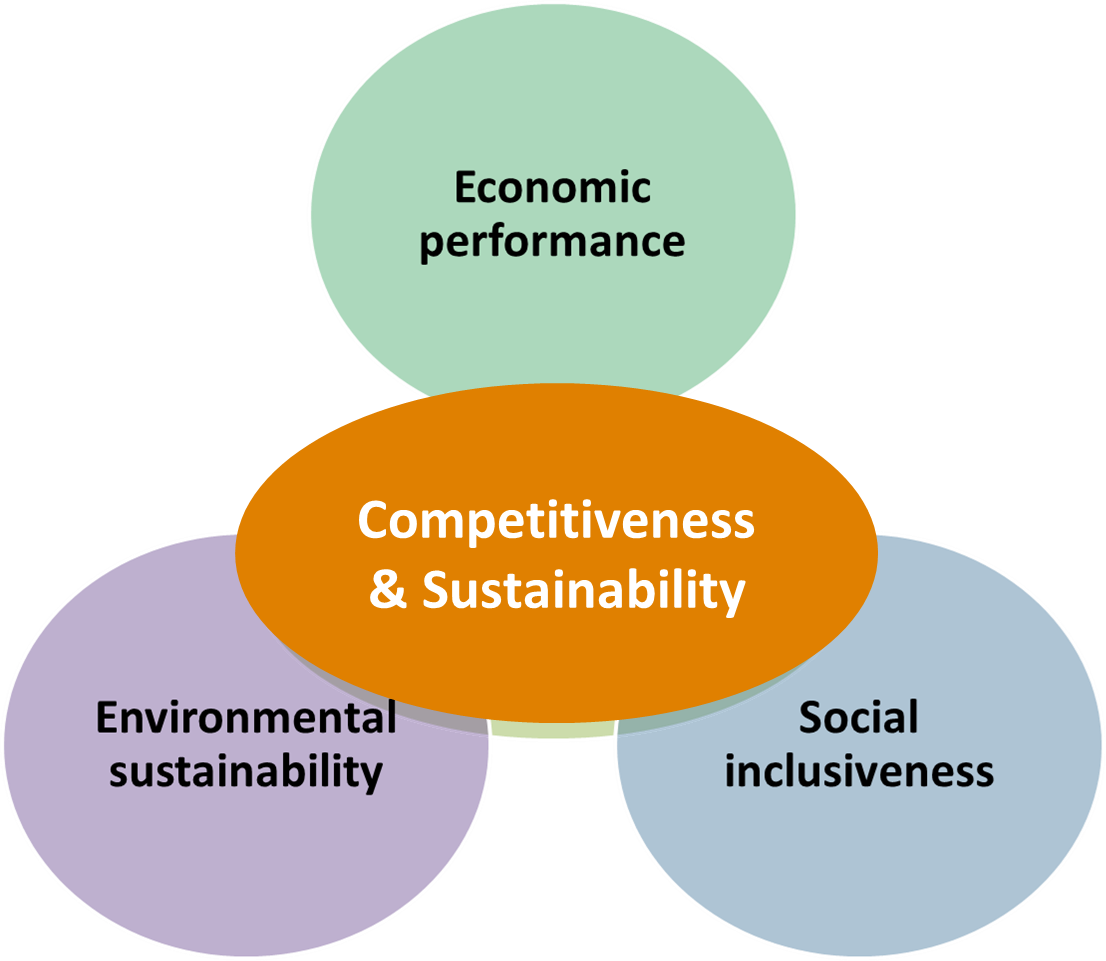 Economic
performance
Competitiveness
& Sustainability
Environmental
sustainability
Social
inclusiveness